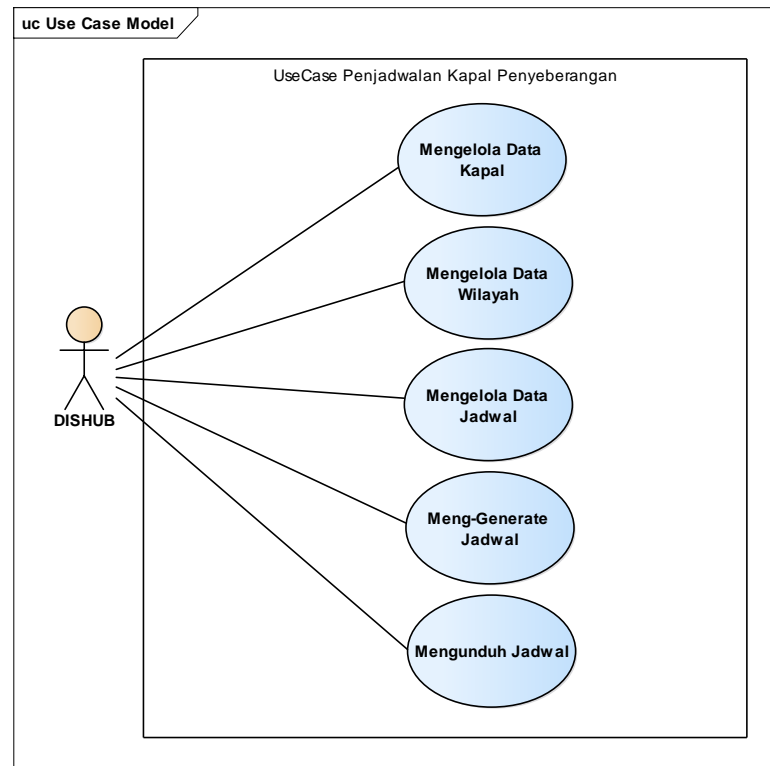 uc Use Case Model
UseCase Penjadwalan Kapal Penyeberangan
Mengelola Data
Kapal
Mengelola Data
Wilayah
Mengelola Data
Jadwal
DISHUB
Meng-Generate
Jadwal
Mengunduh Jadwal